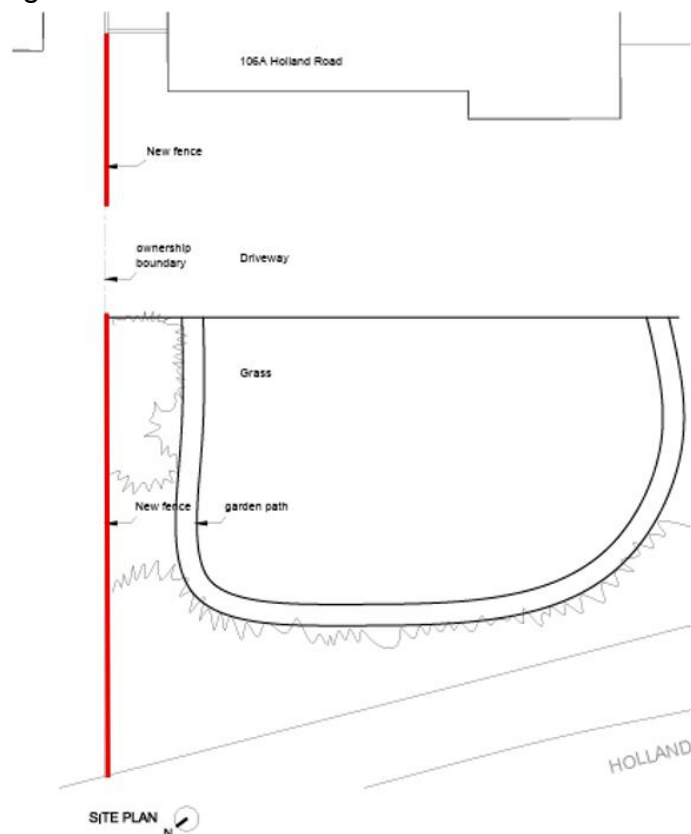 106A Holland Road
New fence
ownership
boundary
Driveway
Grass
New fence
garden path
HOLLAND
SITE PLAN
N